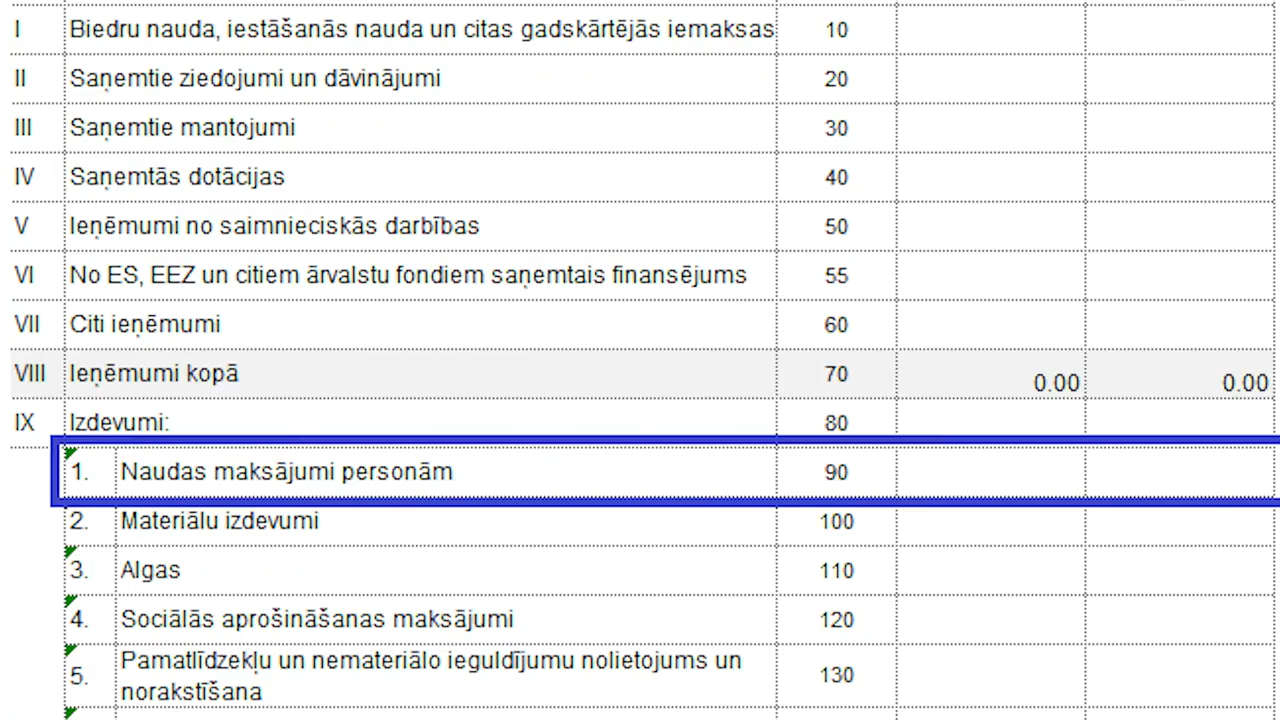 I Biedru nauda, iestāšanās nauda un citas gadskārtējās iemaksas 10
II Saņemtie ziedojumi un dāvinājumi 20
III Saņemtie mantojumi 30
IV Saņemtās dotācijas 40
V Ieņēmumi no saimnieciskās darbības 50
VI No ES, EEZ un citiem ārvalstu fondiem saņemtais finansējums 55
VII Citi ieņēmumi 60
VIII Ieņēmumi kopā 70 0.00 0.00
IX Izdevumi: 80
1. Naudas maksājumi personām 90
2. Materiālu izdevumi 100
3. Algas 110
4. Sociālās aprošināšanas maksājumi 120
5. Pamatlīdzekļu un nemateriālo ieguldījumu nolietojums un
norakstīšana 130